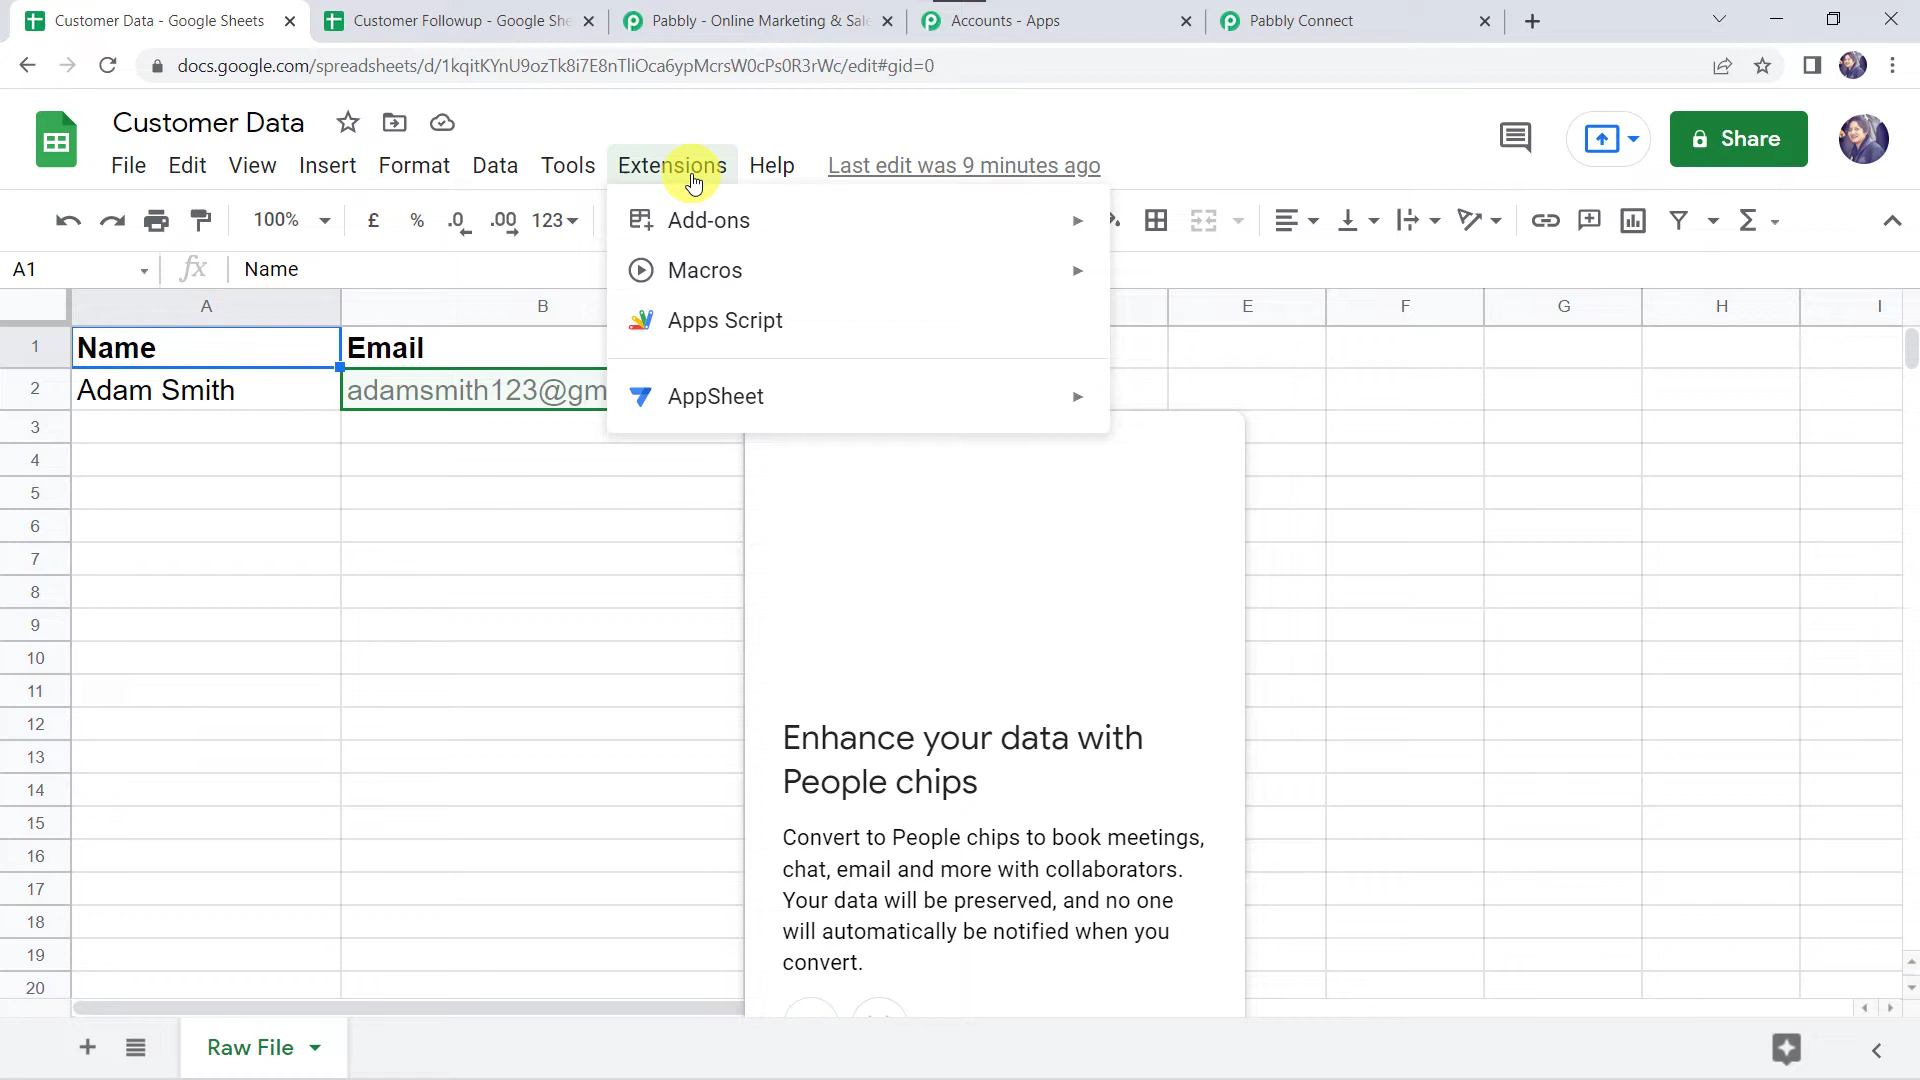 Customer Data - Google Sheets
Customer Followup - Google She
Pabbly - Online Marketing & Sale
Accounts - Apps
Pabbly Connect
docs.google.com/spreadsheets/d/1kqitKYnU9ozTk8i7E8nTliOca6ypMcrsW0cPs0R3rWc/edit#gid=0
Customer Data
File Edit View Insert Format Data Tools Extensions Help Last edit was 9 minutes ago
Share
100% £ % .0 .00 123
Add-ons
Macros
Apps Script
AppSheet
A1 fx Name
A B E F G H I
1 Name Email
2 Adam Smith adamsmith123@gm
3
4
5
6
7
8
9
10
11
12
13
14
15
16
17
18
19
20
Enhance your data with
People chips
Convert to People chips to book meetings,
chat, email and more with collaborators.
Your data will be preserved, and no one
will automatically be notified when you
convert.
Raw File